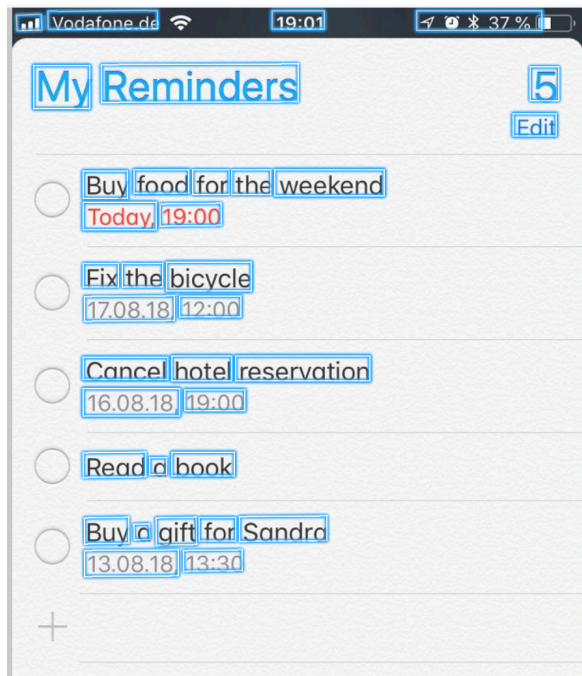 Vodafone.de 19:01 37 %
My Reminders 5
Edit
Buy food for the weekend
Today, 19:00
Fix the bicycle
17.08.18, 12:00
Cancel hotel reservation
16.08.18, 19:00
Read a book
Buy a gift for Sandra
13.08.18, 13:30